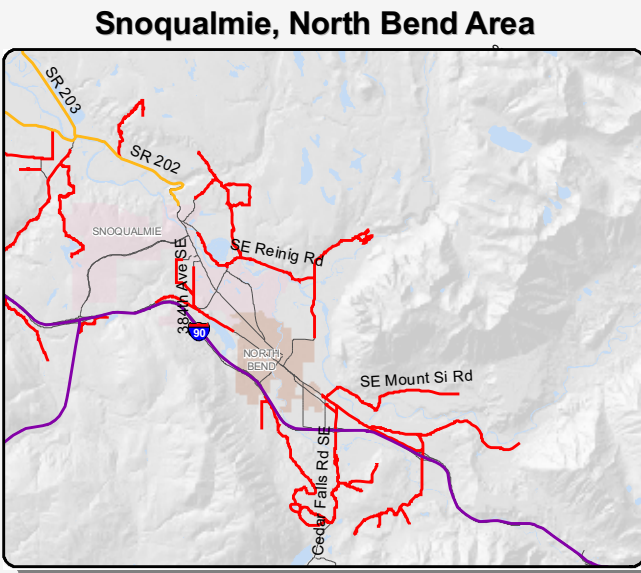 Snoqualmie, North Bend Area
SR 203
SR 202
SNOQUALMIE
384th Ave SE
SE Reinig Rd
90
NORTH
BEND
SE Mount Si Rd
Cedar Falls Rd SE